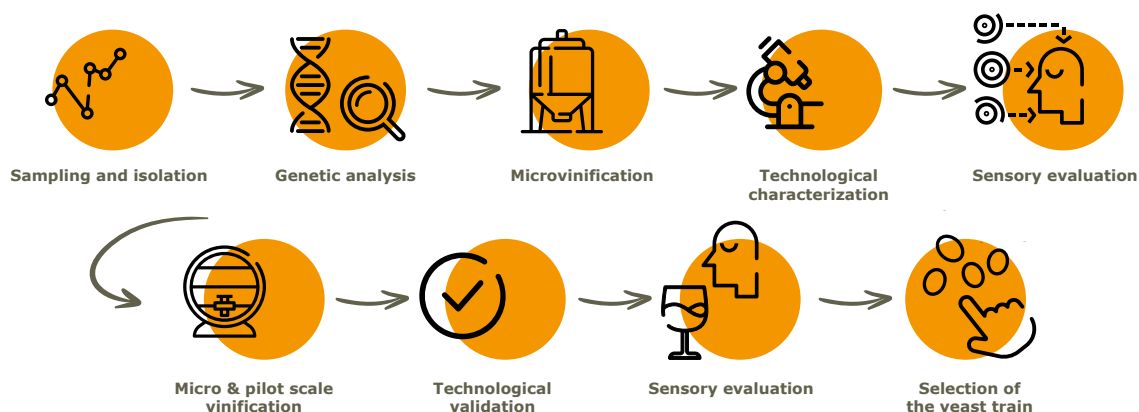 Sampling and isolation
Genetic analysis
Microvinification
Technological
characterization
Sensory evaluation
Micro & pilot scale
vinification
Technological
validation
Sensory evaluation
Selection of
the yeast train